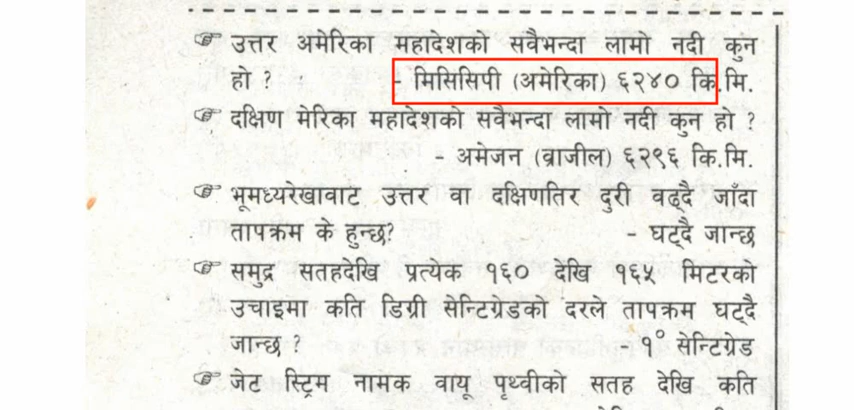 ☞ उत्तर अमेरिका महादेशको सवैभन्दा लामो नदी कुन
हो ? - मिसिसिपी (अमेरिका) ६२४० कि.मि.
☞ दक्षिण मेरिका महादेशको सवैभन्दा लामो नदी कुन हो ?
- अमेजन (व्राजील) ६२९६ कि.मि.
☞ भूमध्यरेखावाट उत्तर वा दक्षिणतिर दुरी वढ्दै जाँदा
तापक्रम के हुन्छ? घट्दै जान्छ
☞ समुद्र सतहदेखि प्रत्येक १६० देखि १६५ मिटरको
उचाइमा कति डिग्री सेन्टिग्रेडको दरले तापक्रम घट्दै
जान्छ ? १° सेन्टिग्रेड
☞ जेट स्ट्रिम नामक वायू पृथ्वीको सतह देखि कति